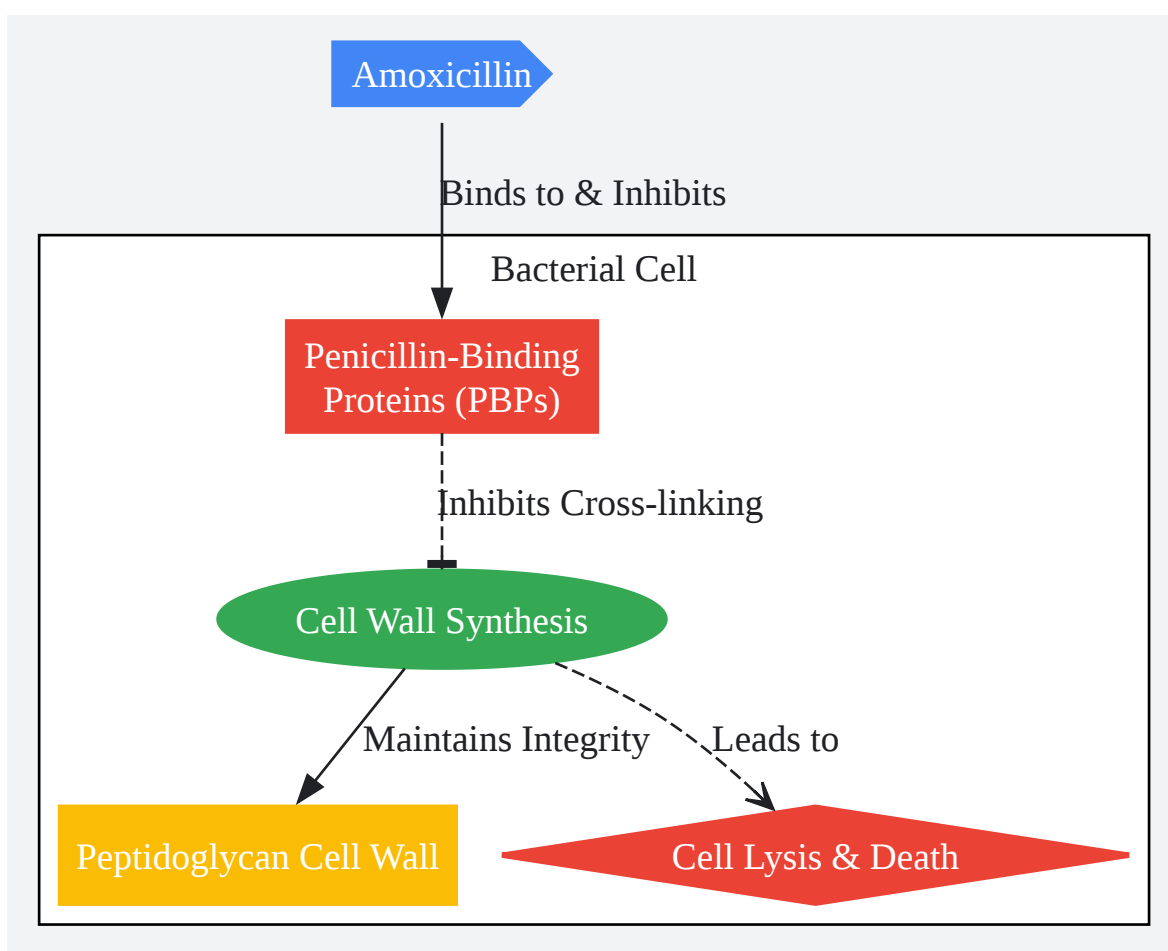 Amoxicillin
Binds to & Inhibits
Bacterial Cell
Penicillin-Binding
Proteins (PBPs)
Inhibits Cross-linking
Cell Wall Synthesis
Maintains Integrity
Leads to
Peptidoglycan Cell Wall
Cell Lysis & Death